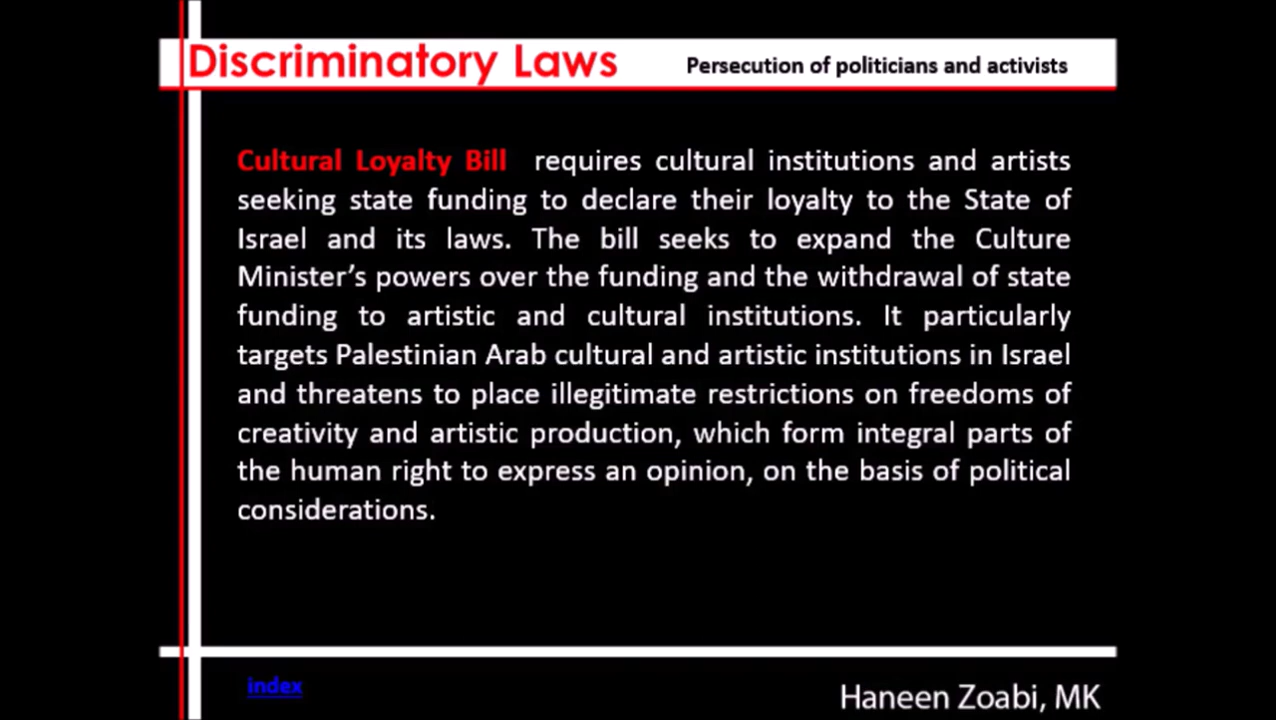 Discriminatory Laws Persecution of politicians and activists
Cultural Loyalty Bill requires cultural institutions and artists
seeking state funding to declare their loyalty to the State of
Israel and its laws. The bill seeks to expand the Culture
Minister’s powers over the funding and the withdrawal of state
funding to artistic and cultural institutions. It particularly
targets Palestinian Arab cultural and artistic institutions in Israel
and threatens to place illegitimate restrictions on freedoms of
creativity and artistic production, which form integral parts of
the human right to express an opinion, on the basis of political
considerations.
index
Haneen Zoabi, MK